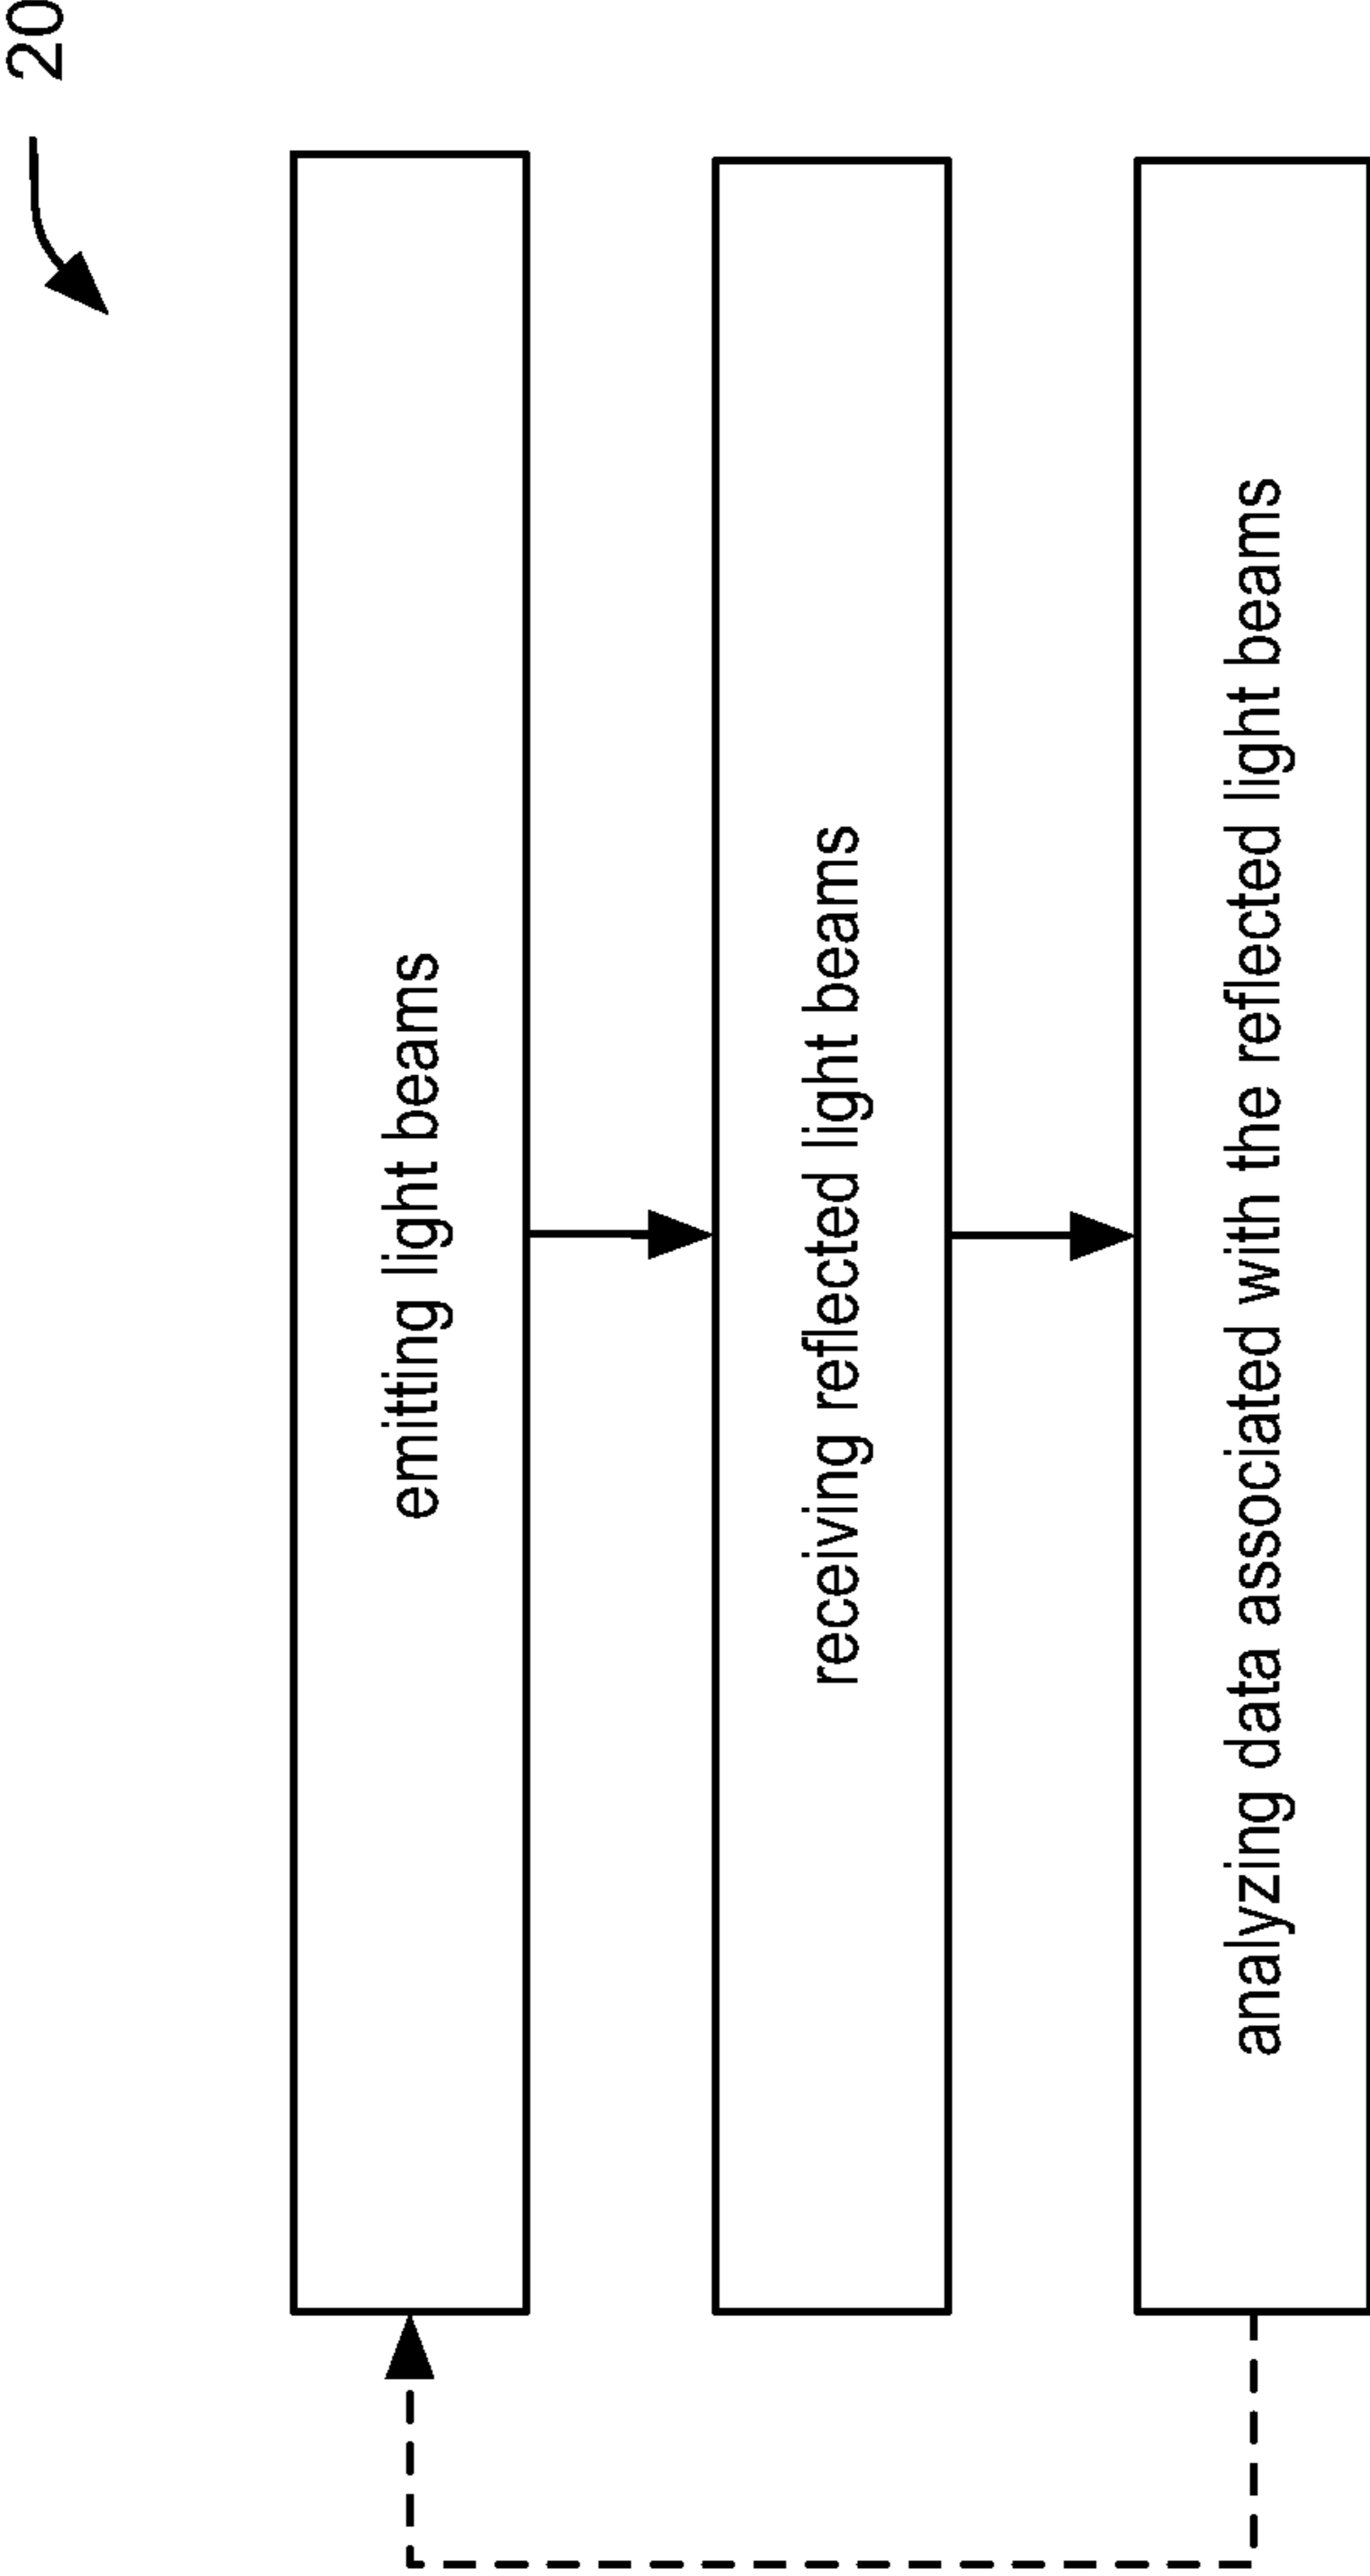 20
emitting light beams
receiving reflected light beams
analyzing data associated with the reflected light beams